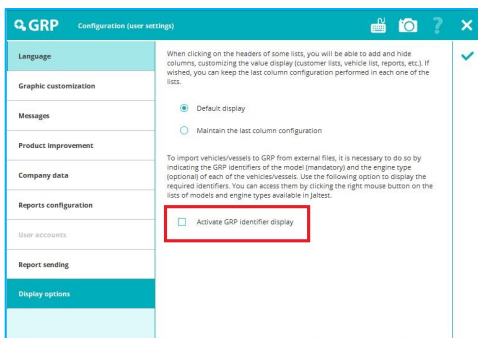 GRP Configuration (user settings) ?
Language
Graphic customization
Messages
Product improvement
Company data
Reports configuration
User accounts
Report sending
Display options
When clicking on the headers of some lists, you will be able to add and hide
columns, customizing the value display (customer lists, vehicle list, reports, etc.). If
wished, you can keep the last column configuration performed in each one of the
lists.
Default display
Maintain the last column configuration
To import vehicles/vessels to GRP from external files, it is necessary to do so by
indicating the GRP identifiers of the model (mandatory) and the engine type
(optional) of each of the vehicles/vessels. Use the following option to display the
required identifiers. You can access them by clicking the right mouse button on the
lists of models and engine types available in Jaltest.
Activate GRP identifier display